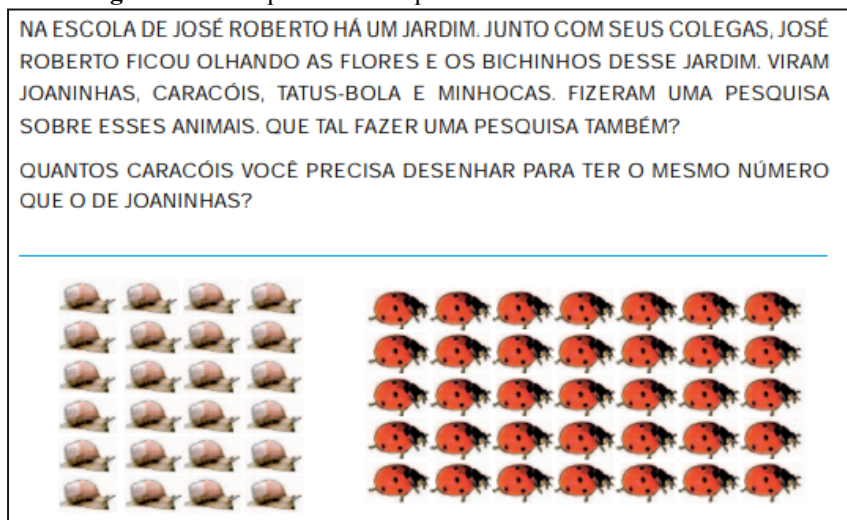 NA ESCOLA DE JOSÉ ROBERTO HÁ UM JARDIM. JUNTO COM SEUS COLEGAS, JOSÉ
ROBERTO FICOU OLHANDO AS FLORES E OS BICHINHOS DESSE JARDIM. VIRAM
JOANINHAS, CARACÓIS, TATUS-BOLA E MINHOCAS. FIZERAM UMA PESQUISA
SOBRE ESSES ANIMAIS. QUE TAL FAZER UMA PESQUISA TAMBÉM?
QUANTOS CARACÓIS VOCÊ PRECISA DESENHAR PARA TER O MESMO NÚMERO
QUE O DE JOANINHAS?